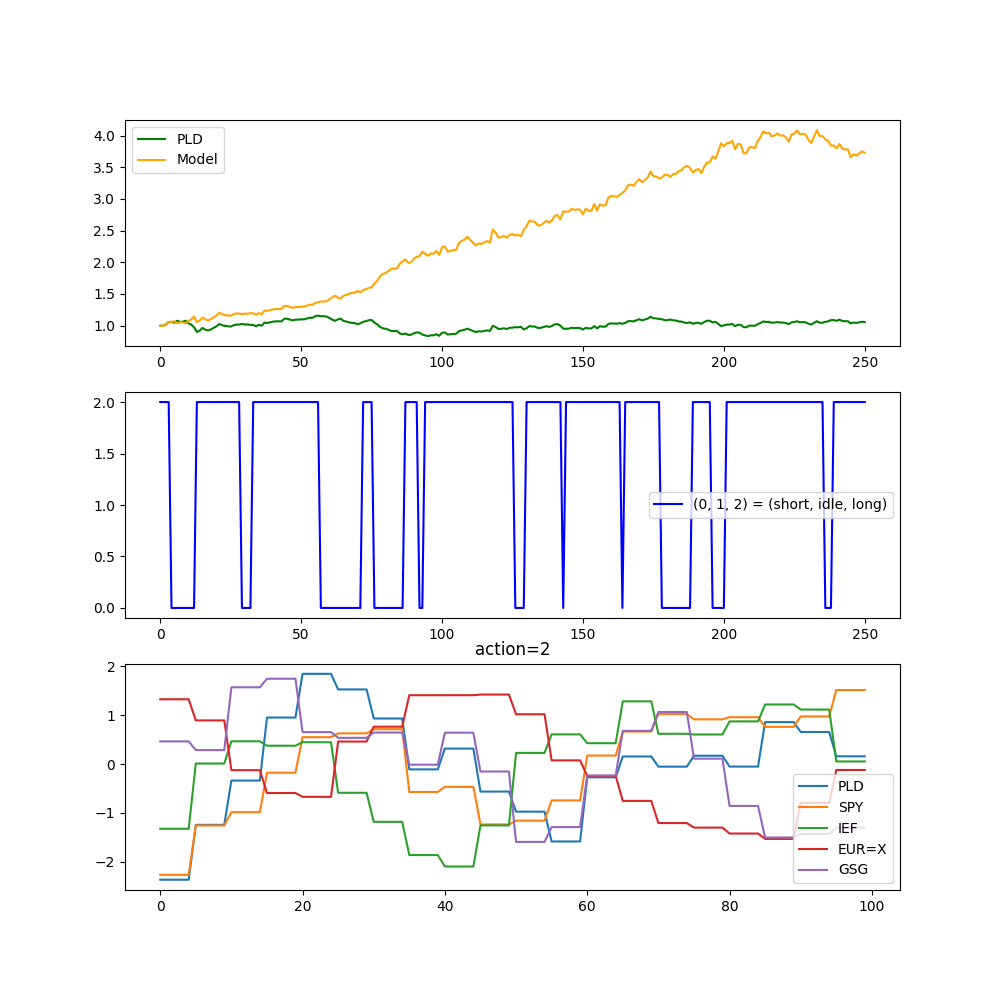 4.0
3.5
3.0
2.5
2.0
1.5
1.0
PLD
Model
0 50 100 150 200 250
2.0
1.5
1.0
0.5
0.0
(0, 1, 2) = (short, idle, long)
0 50 100 150 200 250
action=2
2
1
0
−1
−2
PLD
SPY
IEF
EUR=X
GSG
0 20 40 60 80 100